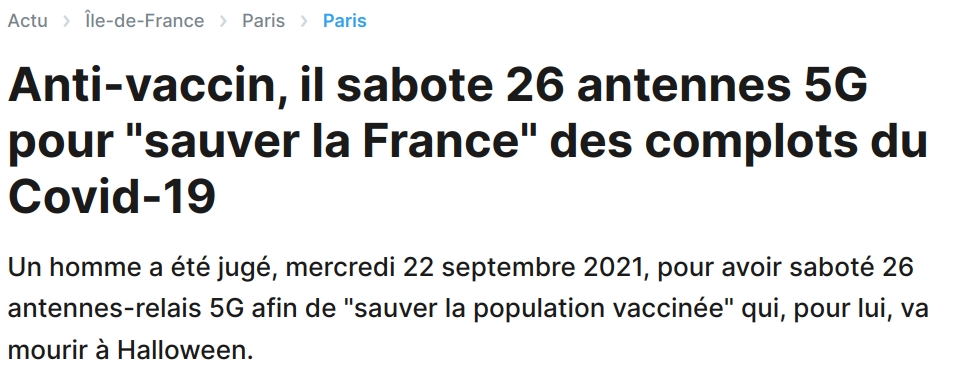 Actu > Île-de-France > Paris > Paris
Anti-vaccin, il sabote 26 antennes 5G
pour "sauver la France" des complots du
Covid-19
Un homme a été jugé, mercredi 22 septembre 2021, pour avoir saboté 26
antennes-relais 5G afin de "sauver la population vaccinée" qui, pour lui, va
mourir à Halloween.